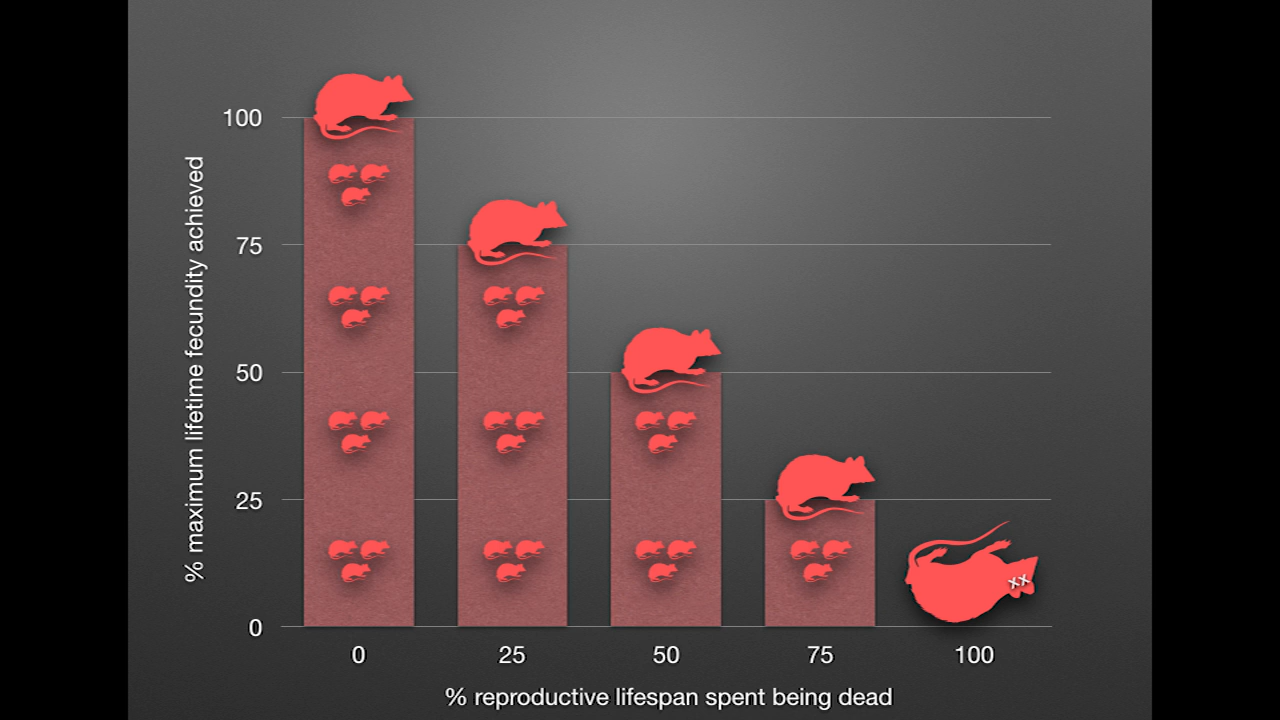 100
75
50
25
0
% maximum lifetime fecundity achieved
xx
0 25 50 75 100
% reproductive lifespan spent being dead